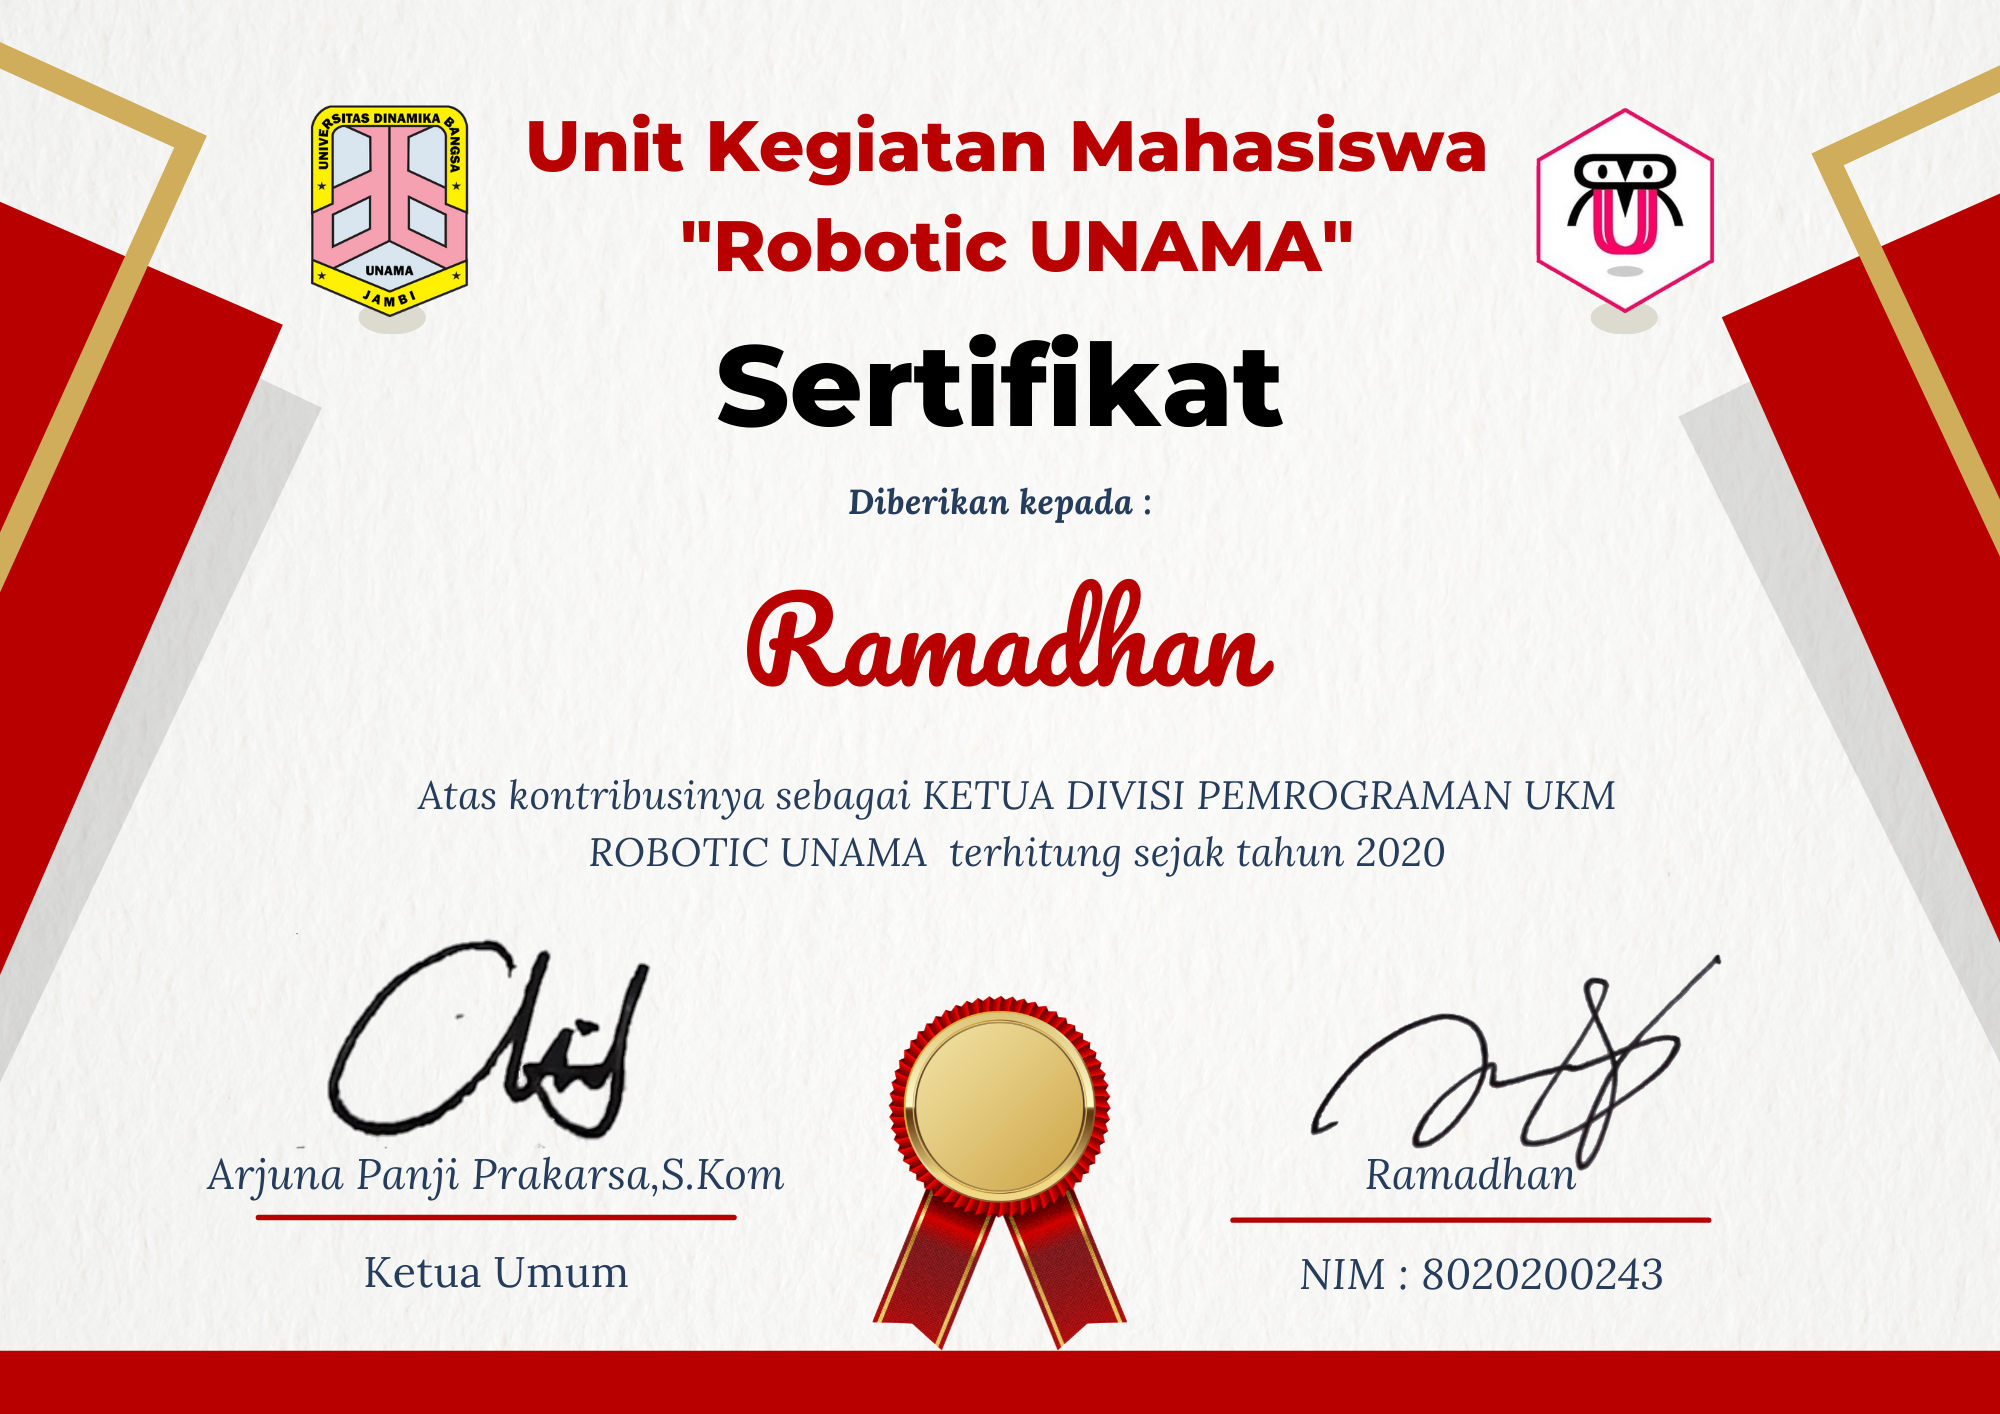 UNIVERSITAS DINAMIKA BANGSA
UNAMA
JAMBI
Unit Kegiatan Mahasiswa
"Robotic UNAMA"
Sertifikat
Diberikan kepada :
Ramadhan
Atas kontribusinya sebagai KETUA DIVISI PEMROGRAMAN UKM
ROBOTIC UNAMA terhitung sejak tahun 2020
Arjuna Panji Prakarsa,S.Kom
Ketua Umum
Ramadhan
NIM : 8020200243